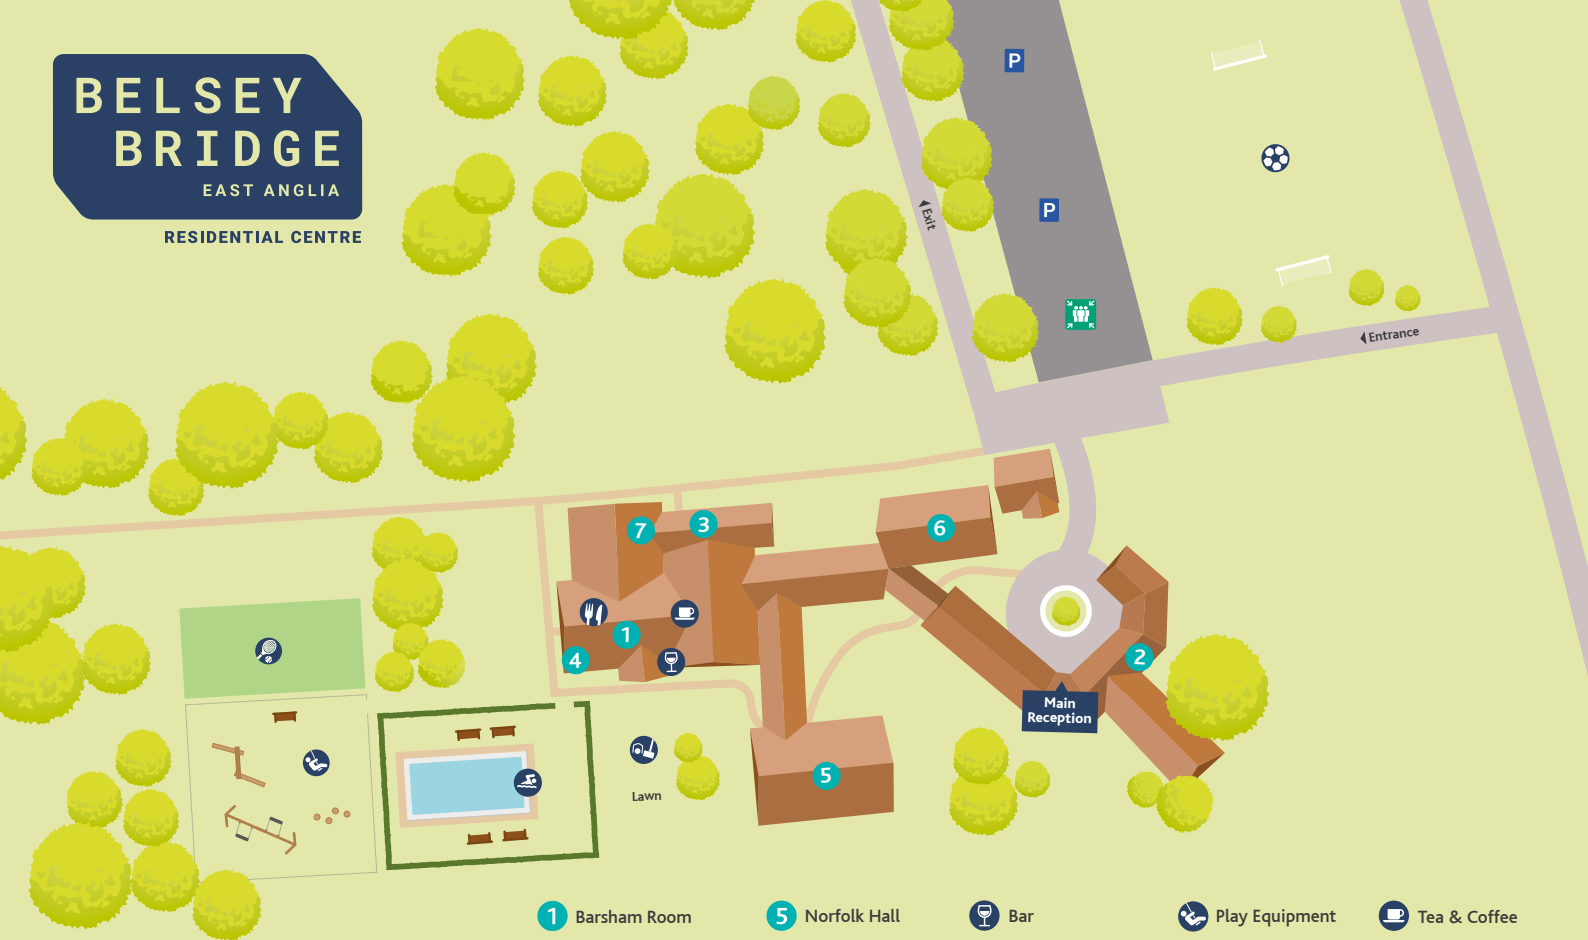 BELSEY
BRIDGE
EAST ANGLIA
RESIDENTIAL CENTRE
P
P
Exit
Entrance
7
3
6
1
4
2
Main
Reception
5
Lawn
1 Barsham Room
5 Norfolk Hall
Bar
Play Equipment
Tea & Coffee